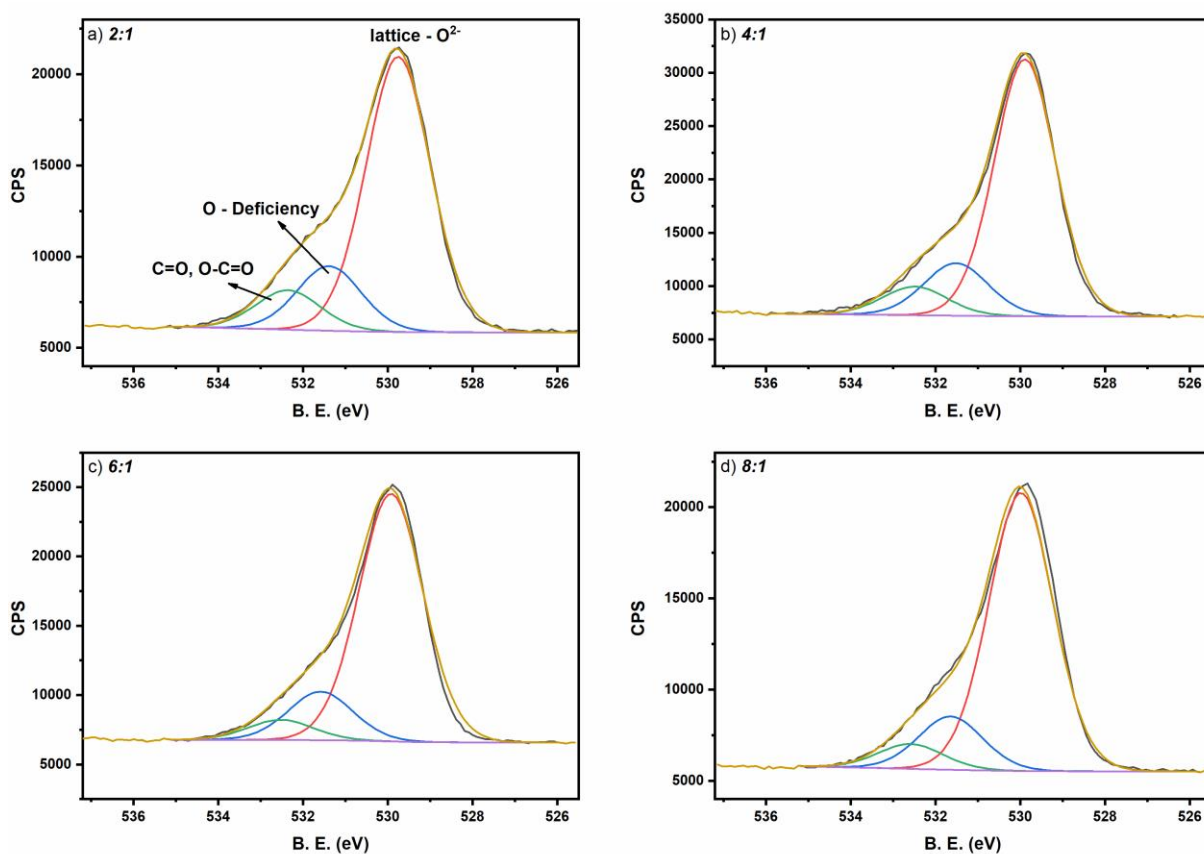 a) 2:1
lattice - O²⁻
O - Deficiency
C=O, O-C=O
20000
15000
10000
5000
CPS
536 534 532 530 528 526
B. E. (eV)
b) 4:1
35000
30000
25000
20000
15000
10000
5000
CPS
536 534 532 530 528 526
B. E. (eV)
c) 6:1
25000
20000
15000
10000
5000
CPS
536 534 532 530 528 526
B. E. (eV)
d) 8:1
20000
15000
10000
5000
CPS
536 534 532 530 528 526
B. E. (eV)